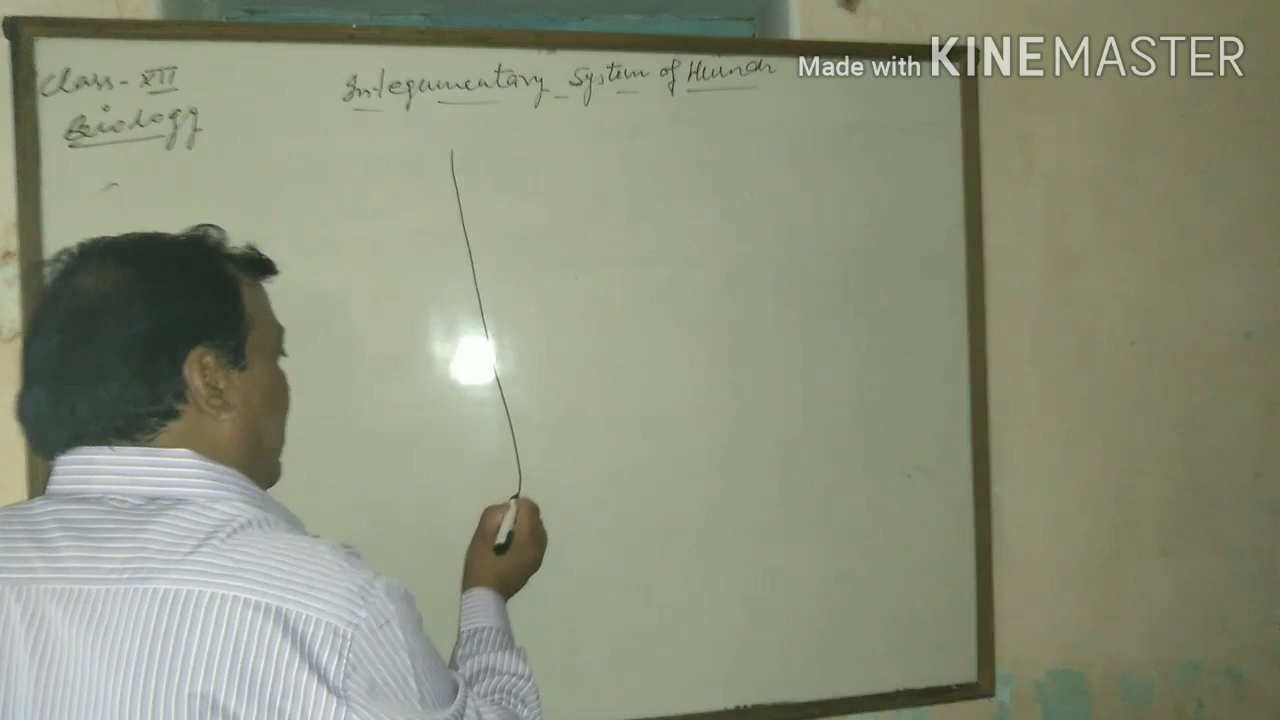 Class - XII
Biology
Integumentary System of Human
Made with KINEMASTER